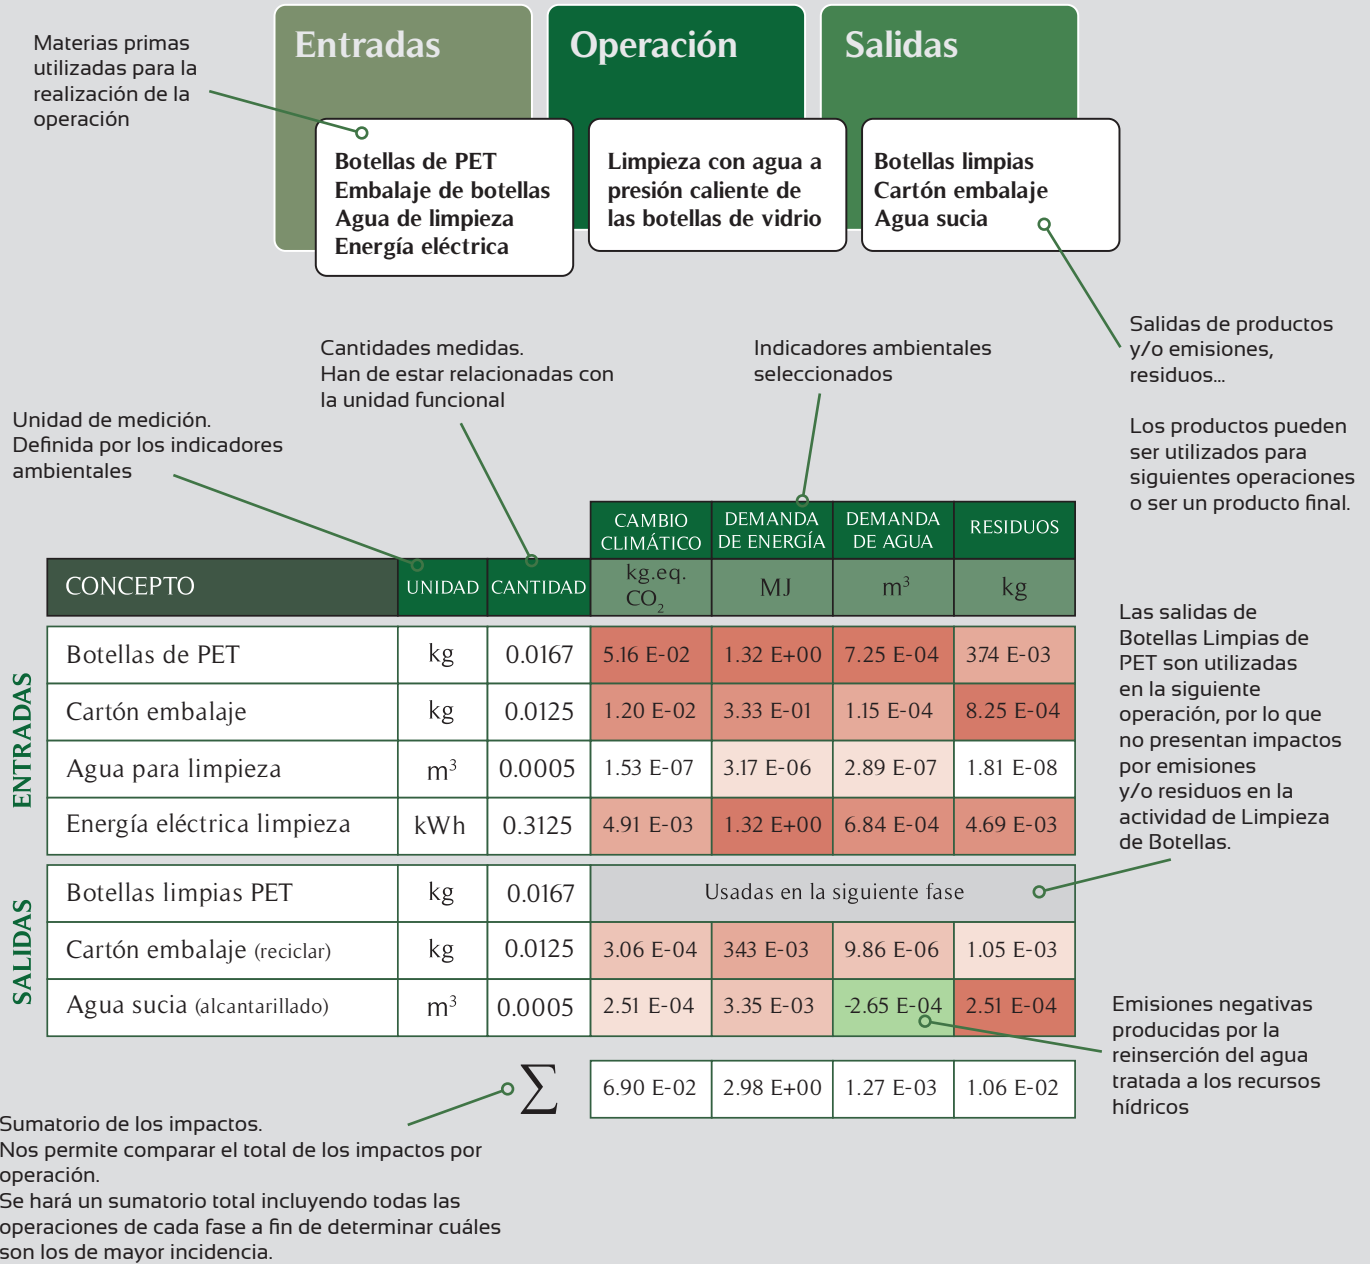 Materias primas
utilizadas para la
realización de la
operación
Entradas
Botellas de PET
Embalaje de botellas
Agua de limpieza
Energía eléctrica
Operación
Limpieza con agua a
presión caliente de
las botellas de vidrio
Salidas
Botellas limpias
Cartón embalaje
Agua sucia
Salidas de productos
y/o emisiones,
residuos...
Los productos pueden
ser utilizados para
siguientes operaciones
o ser un producto final.
Cantidades medidas.
Han de estar relacionadas con
la unidad funcional
Indicadores ambientales
seleccionados
Unidad de medición.
Definida por los indicadores
ambientales
CAMBIO CLIMÁTICO DEMANDA DE ENERGÍA DEMANDA DE AGUA RESIDUOS
CONCEPTO UNIDAD CANTIDAD kg.eq. CO₂ MJ m³ kg
ENTRADAS
Botellas de PET kg 0.0167 5.16 E-02 1.32 E+00 7.25 E-04 374 E-03
Cartón embalaje kg 0.0125 1.20 E-02 3.33 E-01 1.15 E-04 8.25 E-04
Agua para limpieza m³ 0.0005 1.53 E-07 3.17 E-06 2.89 E-07 1.81 E-08
Energía eléctrica limpieza kWh 0.3125 4.91 E-03 1.32 E+00 6.84 E-04 4.69 E-03
SALIDAS
Botellas limpias PET kg 0.0167 Usadas en la siguiente fase
Cartón embalaje (reciclar) kg 0.0125 3.06 E-04 343 E-03 9.86 E-06 1.05 E-03
Agua sucia (alcantarillado) m³ 0.0005 2.51 E-04 3.35 E-03 -2.65 E-04 2.51 E-04
∑ 6.90 E-02 2.98 E+00 1.27 E-03 1.06 E-02
Las salidas de
Botellas Limpias de
PET son utilizadas
en la siguiente
operación, por lo que
no presentan impactos
por emisiones
y/o residuos en la
actividad de Limpieza
de Botellas.
Emisiones negativas
producidas por la
reinserción del agua
tratada a los recursos
hídricos
Sumatorio de los impactos.
Nos permite comparar el total de los impactos por
operación.
Se hará un sumatorio total incluyendo todas las
operaciones de cada fase a fin de determinar cuáles
son los de mayor incidencia.